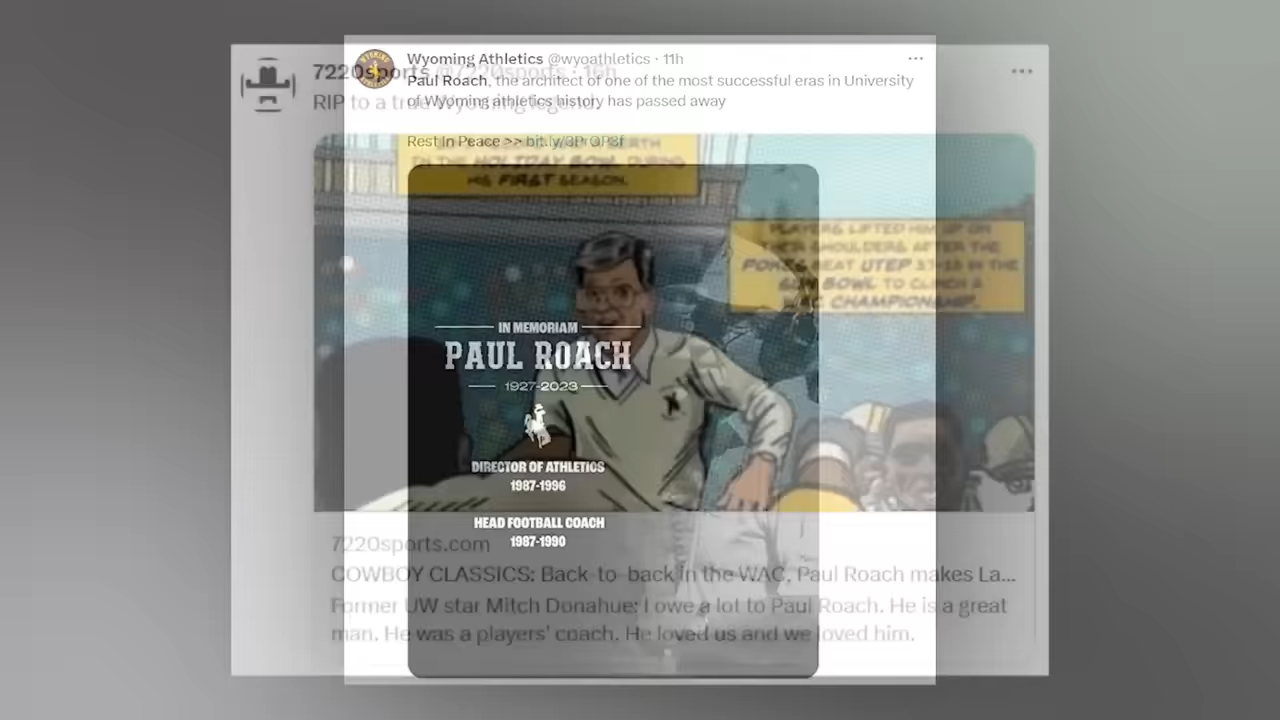 Wyoming Athletics @wyoathletics · 11h
Paul Roach, the architect of one of the most successful eras in University
of Wyoming athletics history has passed away
Rest In Peace >> bit.ly/
IN MEMORIAM
PAUL ROACH
1927-2023
DIRECTOR OF ATHLETICS
1987-1996
HEAD FOOTBALL COACH
1987-1990
7220sports @7220sports
RIP to a true Wyoming legend.
IN THE HOLIDAY BOWL DURING
HIS FIRST SEASON.
PLAYERS LIFTED HIM UP ON
THEIR SHOULDERS AFTER THE
POKES BEAT UTEP IN THE
SUN BOWL TO CLINCH A
WAC CHAMPIONSHIP.
7220sports.com
COWBOY CLASSICS: Back-to-back in the WAC, Paul Roach makes La...
Former UW star Mitch Donahue: I owe a lot to Paul Roach. He is a great
man. He was a players' coach. He loved us and we loved him.